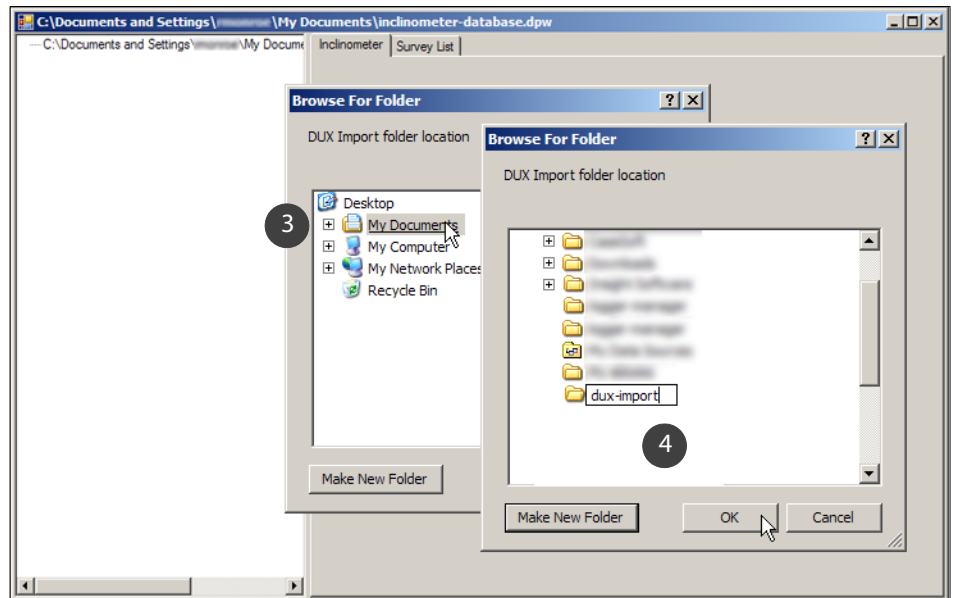 C:\Documents and Settings\ \My Documents\inclinometer-database.dpw
C:\Documents and Settings\ \My Docume
Inclinometer
Survey List
Browse For Folder
DUX Import folder location
3
Desktop
My Documents
My Computer
My Network Places
Recycle Bin
Make New Folder
Browse For Folder
DUX Import folder location
dux-import
4
Make New Folder
OK
Cancel